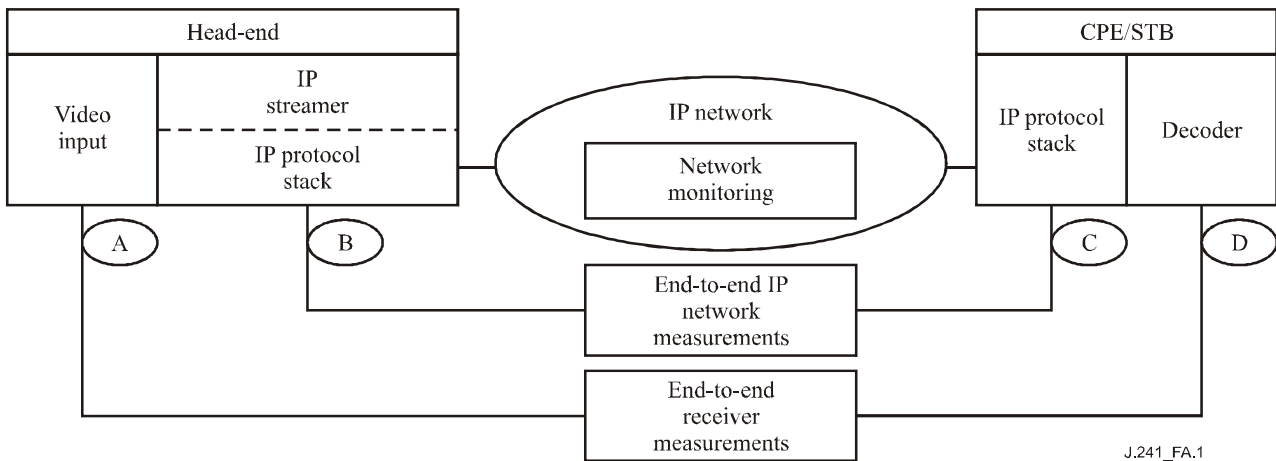 Head-end
CPE/STB
Video
input
IP
streamer
IP protocol
stack
IP network
Network
monitoring
IP protocol
stack
Decoder
A
B
C
D
End-to-end IP
network
measurements
End-to-end
receiver
measurements
J.241_FA.1